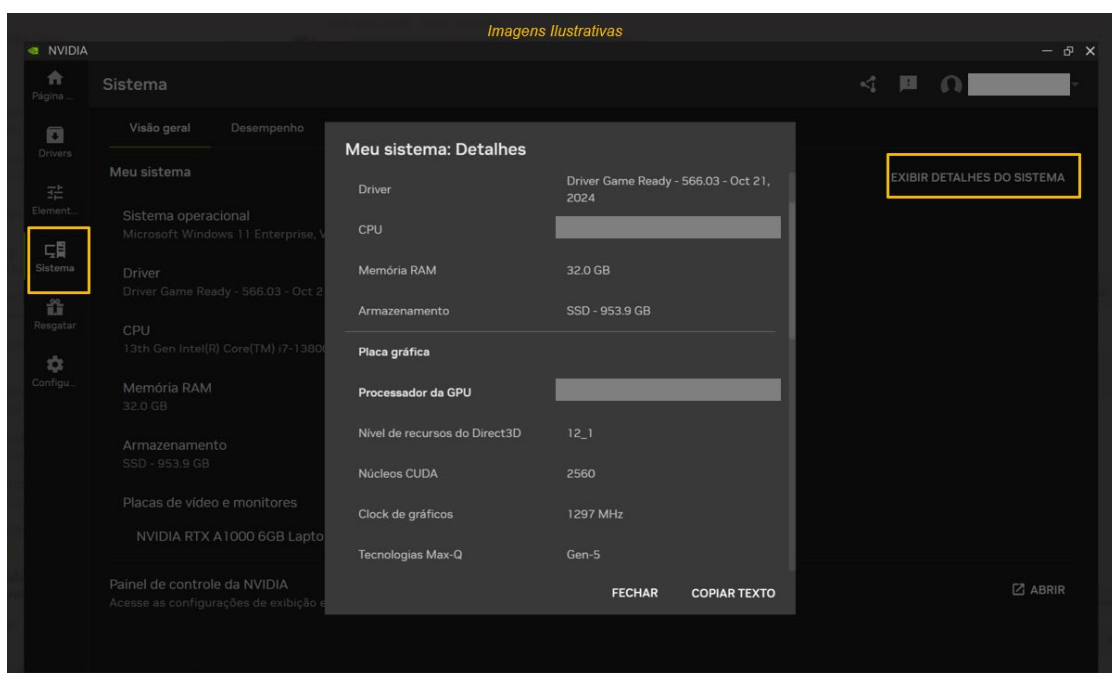 Imagens Ilustrativas
NVIDIA
Página ...
Sistema
Visão geral
Desempenho
Drivers
Meu sistema
EXIBIR DETALHES DO SISTEMA
Element...
Sistema operacional
Microsoft Windows 11 Enterprise, V
Sistema
Driver
Driver Game Ready - 566.03 - Oct 2
Resgatar
CPU
13th Gen Intel(R) Core(TM) i7-1380
Configu...
Memória RAM
32.0 GB
Armazenamento
SSD - 953.9 GB
Placas de vídeo e monitores
NVIDIA RTX A1000 6GB Lapto
Painel de controle da NVIDIA
Acesse as configurações de exibição e
ABRIR
Meu sistema: Detalhes
Driver
Driver Game Ready - 566.03 - Oct 21,
2024
CPU
Memória RAM
32.0 GB
Armazenamento
SSD - 953.9 GB
Placa gráfica
Processador da GPU
Nível de recursos do Direct3D
12_1
Núcleos CUDA
2560
Clock de gráficos
1297 MHz
Tecnologias Max-Q
Gen-5
FECHAR
COPIAR TEXTO